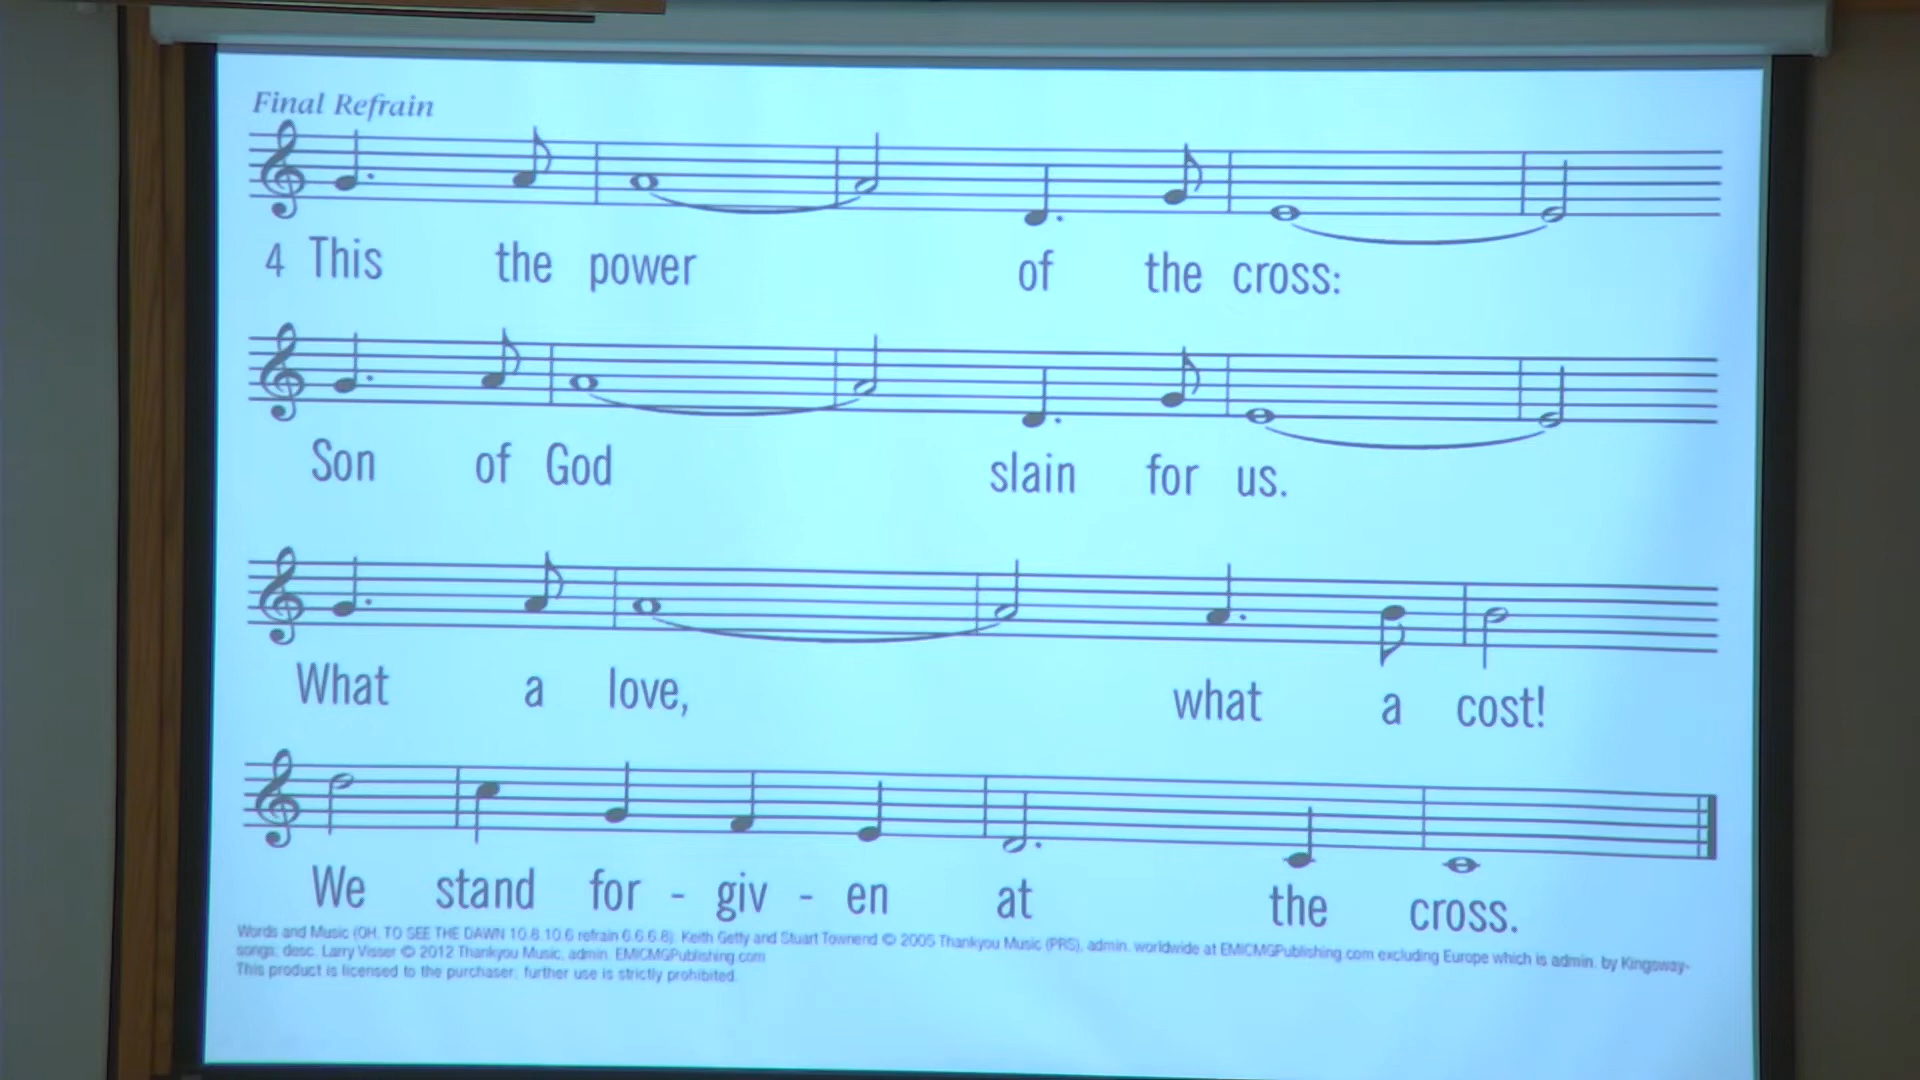 Final Refrain
4 This the power of the cross:
Son of God slain for us.
What a love, what a cost!
We stand for - giv - en at the cross.
Words and Music (OH, TO SEE THE DAWN 10.8.10.6 refrain 6.6.6.8): Keith Getty and Stuart Townend © 2005 Thankyou Music (PRS), admin. worldwide at EMICMGPublishing.com excluding Europe which is admin. by Kingsway-
songs; desc. Larry Visser © 2012 Thankyou Music, admin. EMICMGPublishing.com
This product is licensed to the purchaser; further use is strictly prohibited.